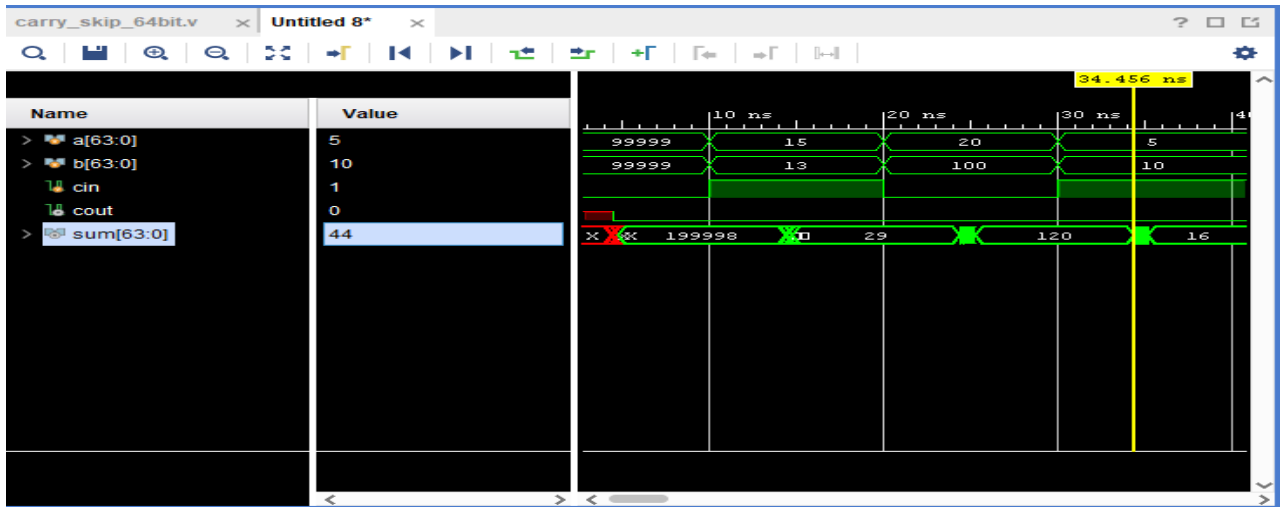 carry_skip_64bit.v × Untitled 8* ×
34.456 ns
Name Value
10 ns 20 ns 30 ns 4
> a[63:0] 5 99999 15 20 5
> b[63:0] 10 99999 13 100 10
cin 1
cout 0
> sum[63:0] 44 X 199998 29 120 16